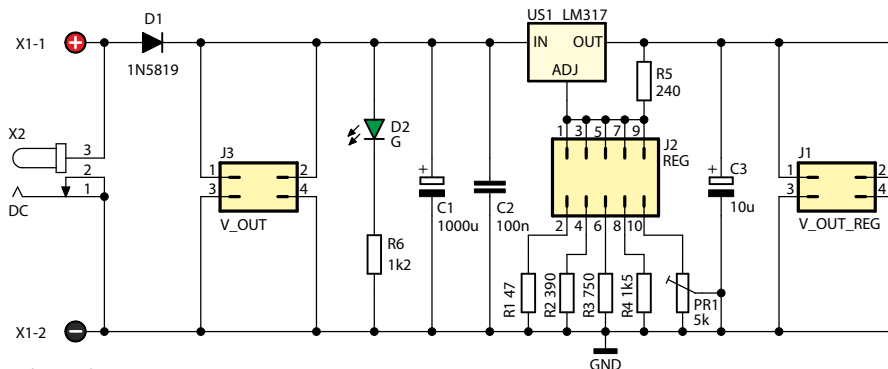 US1 LM317
D1
X1-1
1N5819
IN OUT
ADJ
R5
240
X2
3
2
1
DC
J3
1 2
3 4
V_OUT
D2
G
R6
1k2
+
C1
1000u
C2
100n
1 3 5 7 9
J2
REG
2 4 6 8 10
R1 47
R2 390
R3 750
R4 1k5
PR1
5k
+
C3
10u
J1
1 2
3 4
V_OUT_REG
X1-2
GND